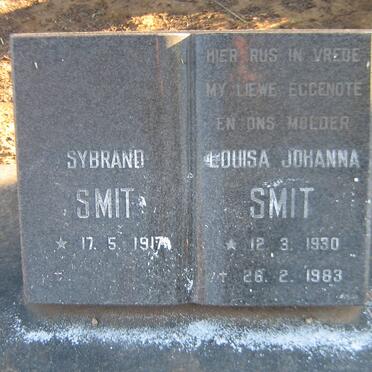 SYBRAND
SMIT
* 17. 5. 1917
†
HIER RUS IN VREDE
MY LIEWE EGGENOTE
EN ONS MOEDER
LOUISA JOHANNA
SMIT
* 12. 3. 1930
† 26. 2. 1983